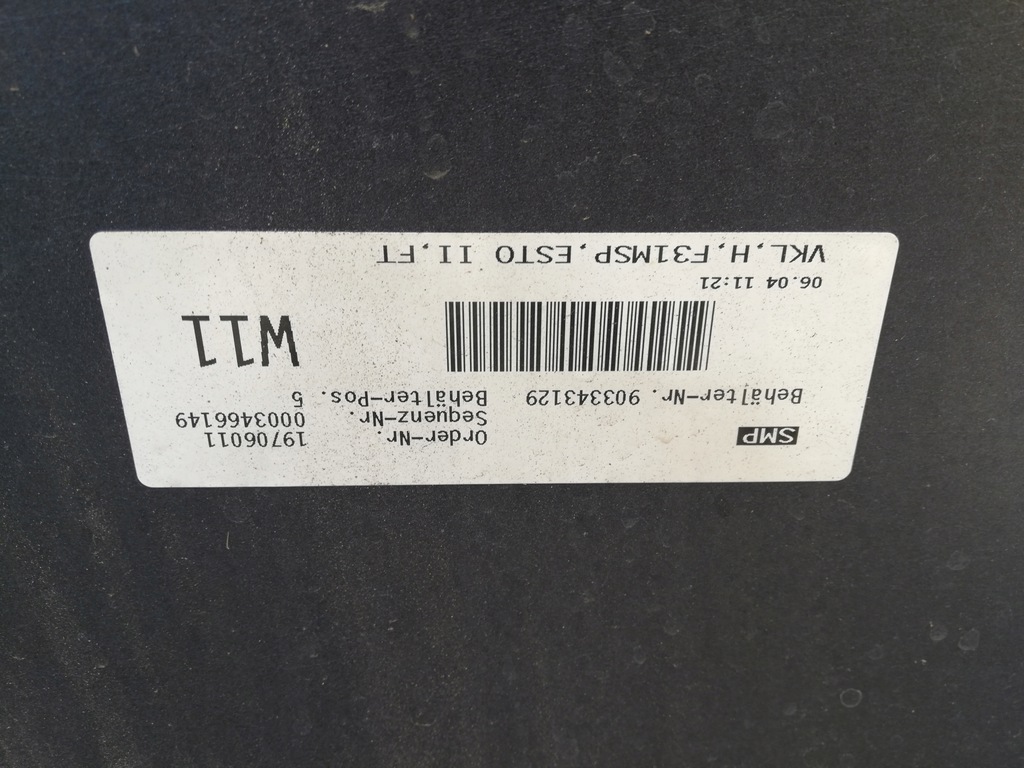 SMP
Order-Nr. 19706011
Sequenz-Nr. 0003466149
Behälter-Nr. 903343129 Behälter-Pos. 5
W11
06.04 11:21
VKL,H,F31MSP,ESTO II,FT